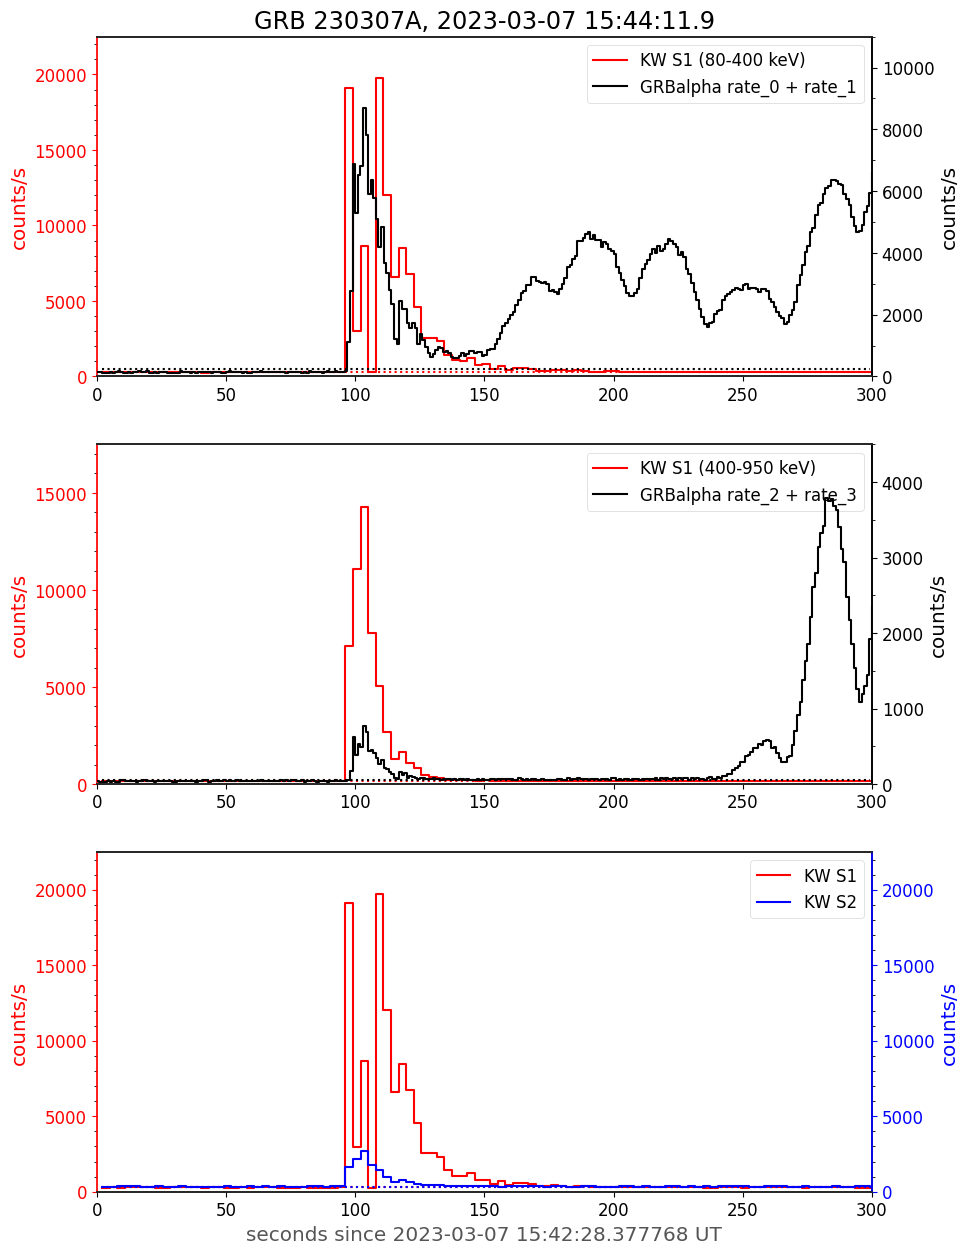 GRB 230307A, 2023-03-07 15:44:11.9
KW S1 (80-400 keV)
GRBalpha rate_0 + rate_1
counts/s
counts/s
20000
15000
10000
5000
0
10000
8000
6000
4000
2000
0
0 50 100 150 200 250 300
KW S1 (400-950 keV)
GRBalpha rate_2 + rate_3
counts/s
counts/s
15000
10000
5000
0
4000
3000
2000
1000
0
0 50 100 150 200 250 300
KW S1
KW S2
counts/s
counts/s
20000
15000
10000
5000
0
20000
15000
10000
5000
0
0 50 100 150 200 250 300
seconds since 2023-03-07 15:42:28.377768 UT